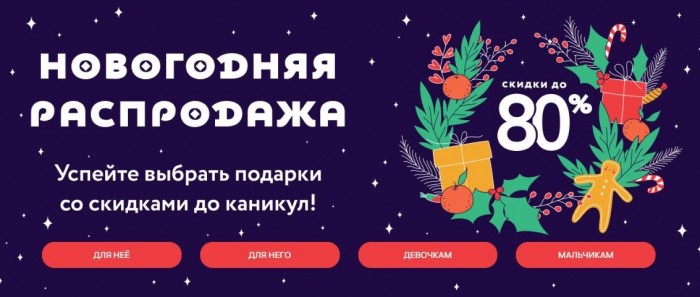 НОВОГОДНЯЯ
РАСПРОДАЖА
Успейте выбрать подарки
со скидками до каникул!
СКИДКИ ДО
80%
ДЛЯ НЕЁ
ДЛЯ НЕГО
ДЕВОЧКАМ
МАЛЬЧИКАМ